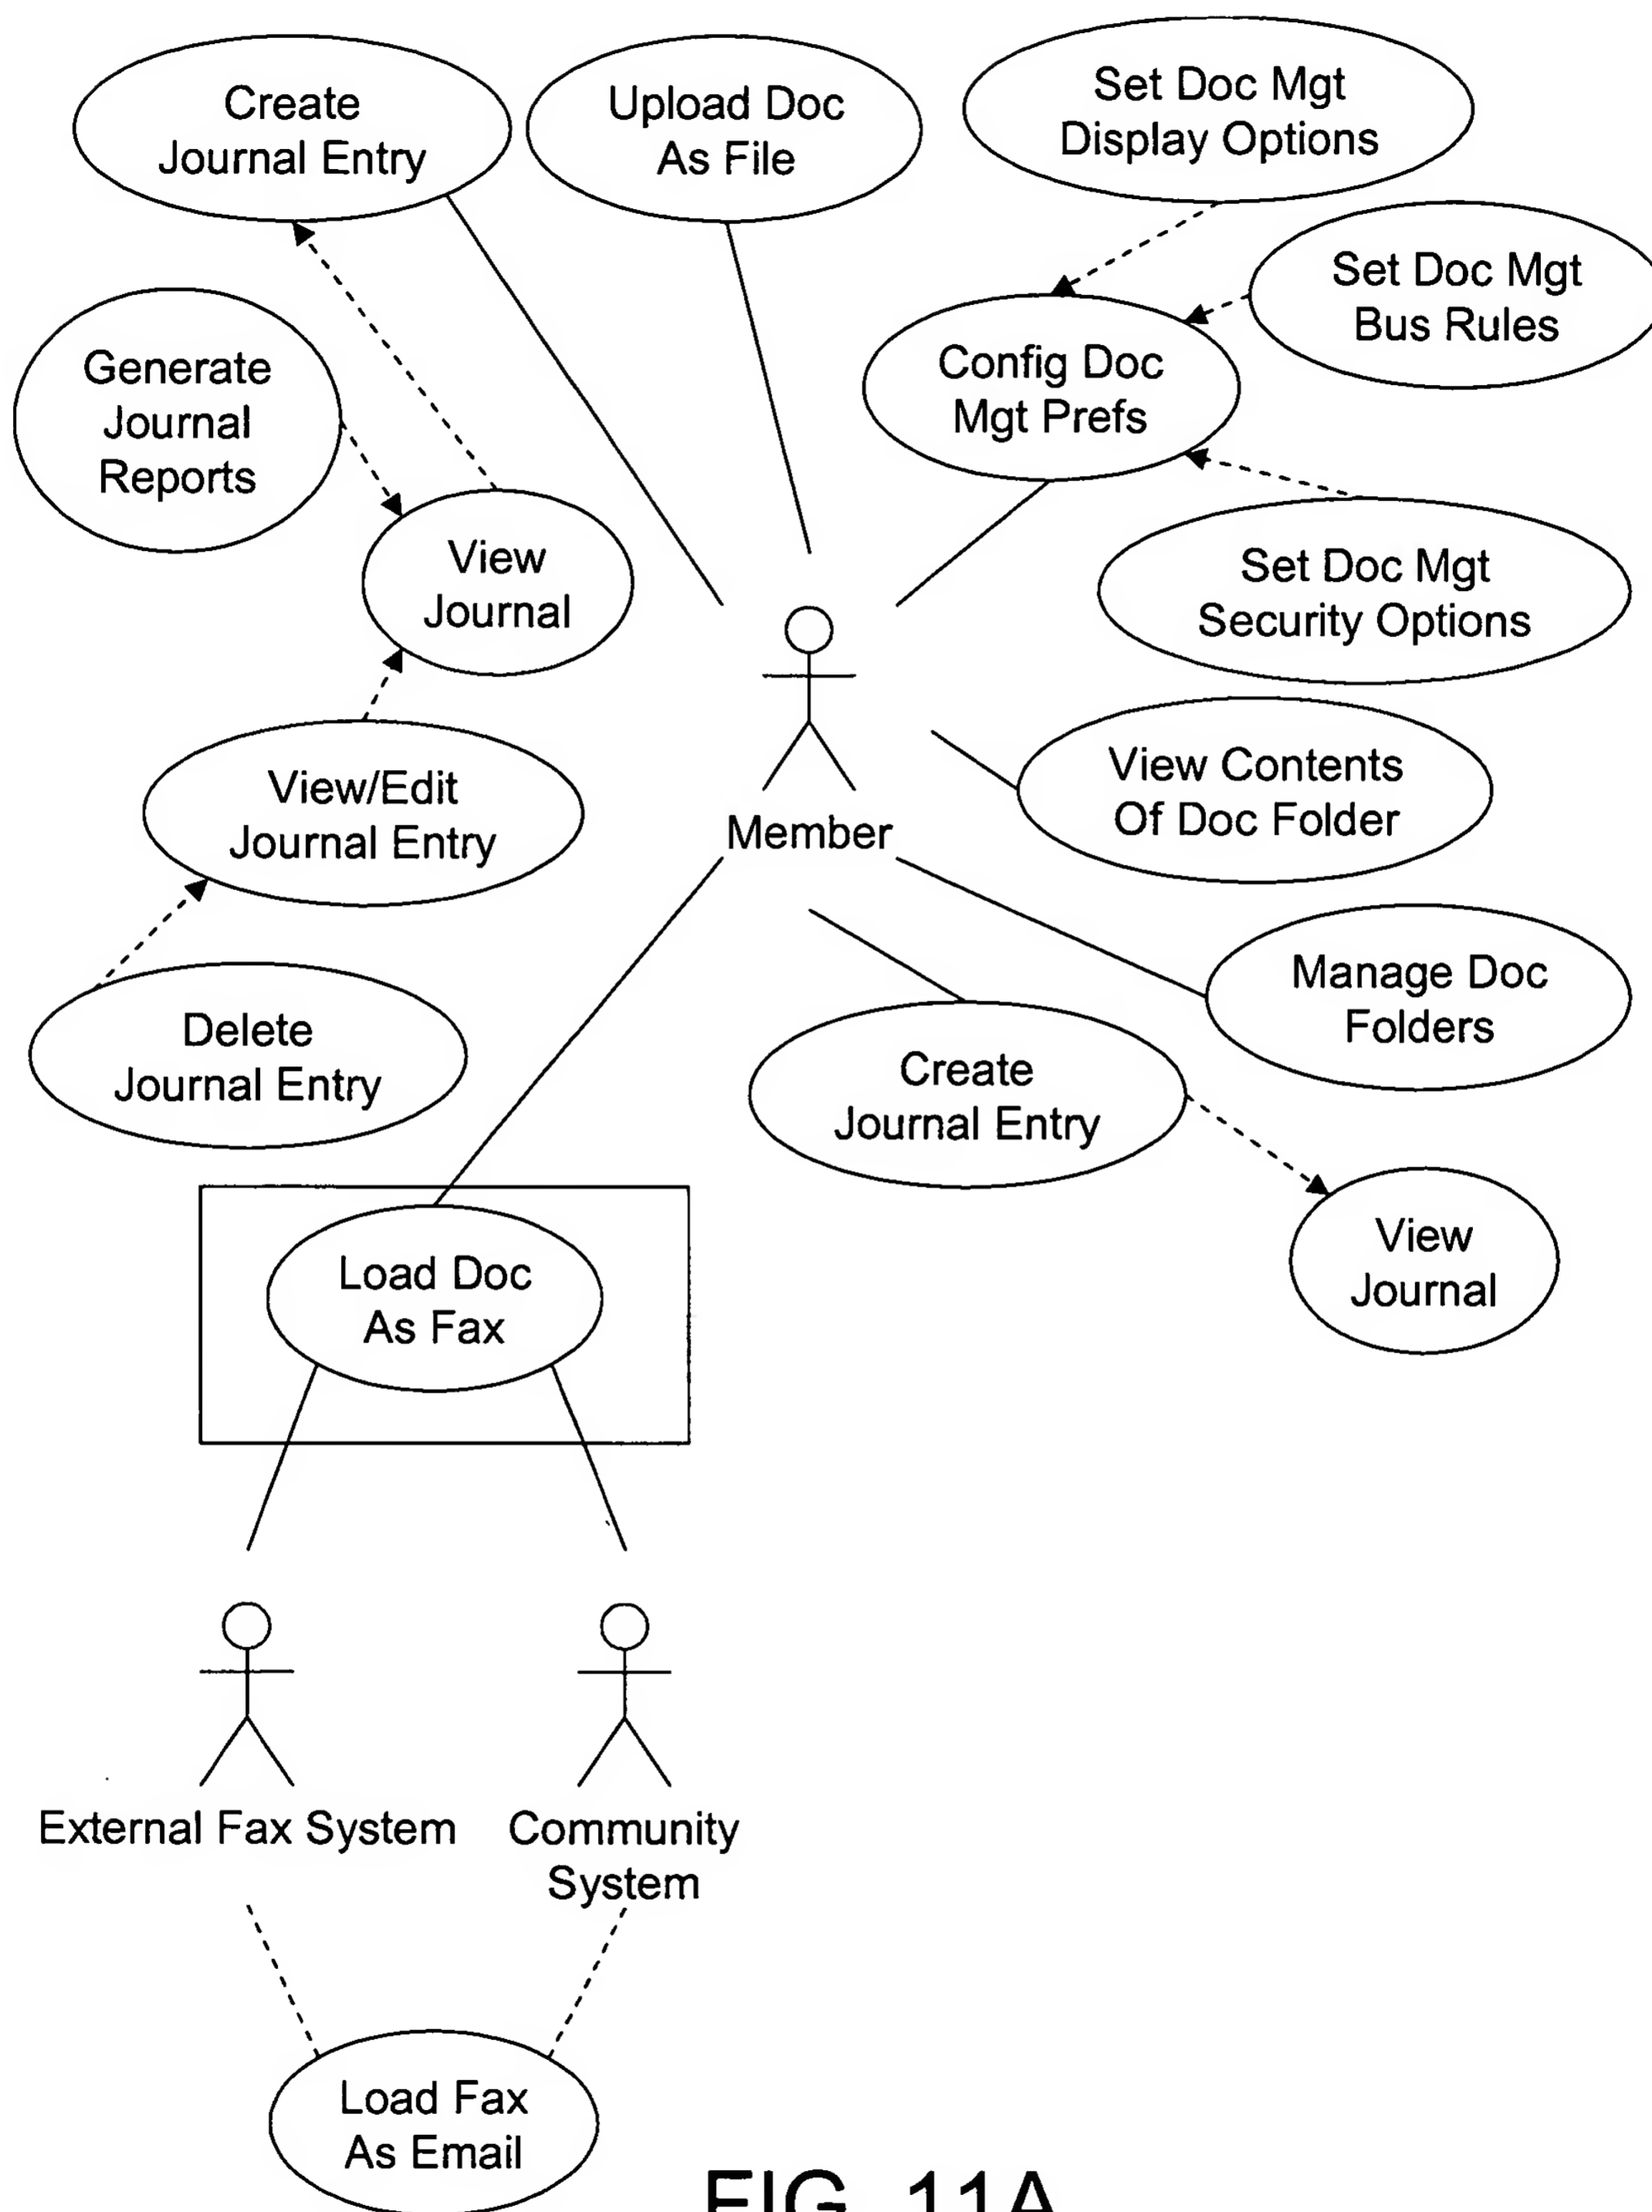 Create
Journal Entry
Upload Doc
As File
Set Doc Mgt
Display Options
Set Doc Mgt
Bus Rules
Generate
Journal
Reports
Config Doc
Mgt Prefs
View
Journal
Set Doc Mgt
Security Options
View/Edit
Journal Entry
Member
View Contents
Of Doc Folder
Delete
Journal Entry
Manage Doc
Folders
Create
Journal Entry
View
Journal
Load Doc
As Fax
External Fax System
Community
System
Load Fax
As Email
FIG. 11A